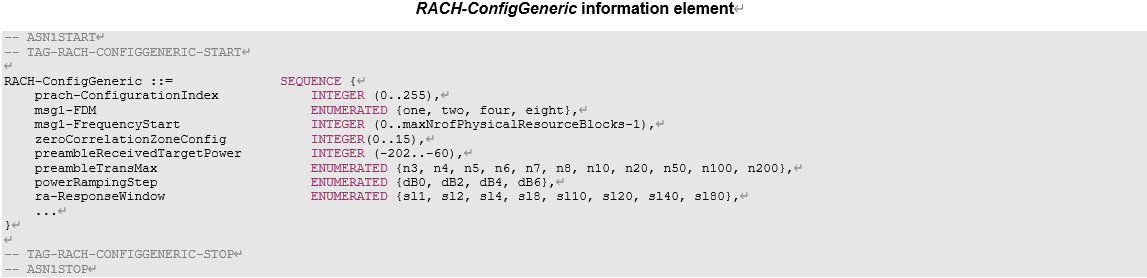 RACH-ConfigGeneric information element↵
-- ASN1START↵
-- TAG-RACH-CONFIGGENERIC-START↵
↵
RACH-ConfigGeneric ::= SEQUENCE {↵
prach-ConfigurationIndex INTEGER (0..255),↵
msg1-FDM ENUMERATED {one, two, four, eight},↵
msg1-FrequencyStart INTEGER (0..maxNrofPhysicalResourceBlocks-1),↵
zeroCorrelationZoneConfig INTEGER(0..15),↵
preambleReceivedTargetPower INTEGER (-202..-60),↵
preambleTransMax ENUMERATED {n3, n4, n5, n6, n7, n8, n10, n20, n50, n100, n200},↵
powerRampingStep ENUMERATED {dB0, dB2, dB4, dB6},↵
ra-ResponseWindow ENUMERATED {sl1, sl2, sl4, sl8, sl10, sl20, sl40, sl80},↵
...↵
}↵
↵
-- TAG-RACH-CONFIGGENERIC-STOP↵
-- ASN1STOP↵